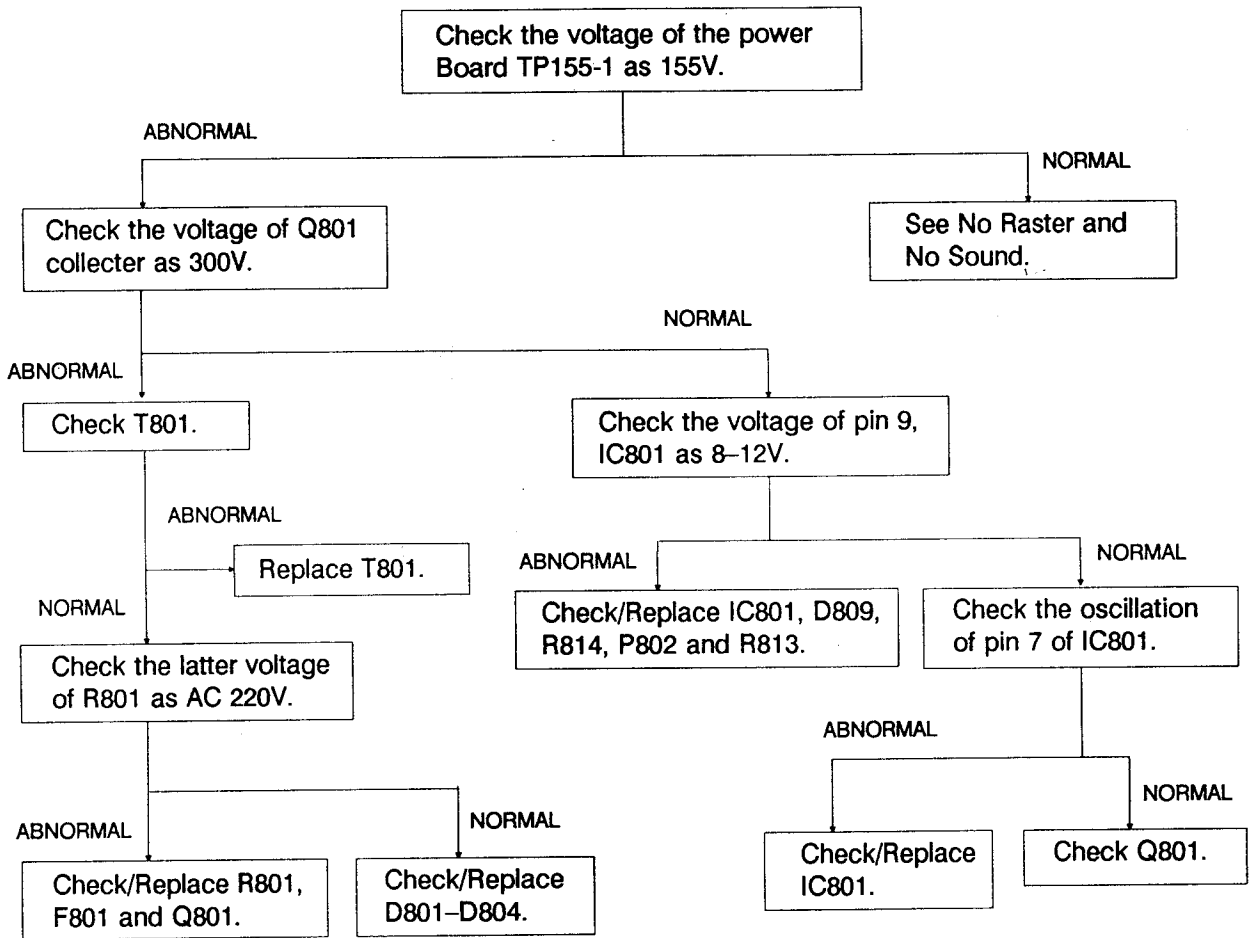 Check the voltage of the power
Board TP155-1 as 155V.
ABNORMAL
NORMAL
Check the voltage of Q801
collecter as 300V.
See No Raster and
No Sound.
NORMAL
ABNORMAL
Check T801.
Check the voltage of pin 9,
IC801 as 8–12V.
ABNORMAL
Replace T801.
ABNORMAL
NORMAL
NORMAL
Check/Replace IC801, D809,
R814, P802 and R813.
Check the oscillation
of pin 7 of IC801.
Check the latter voltage
of R801 as AC 220V.
ABNORMAL
NORMAL
ABNORMAL
NORMAL
Check/Replace R801,
F801 and Q801.
Check/Replace
D801–D804.
Check/Replace
IC801.
Check Q801.